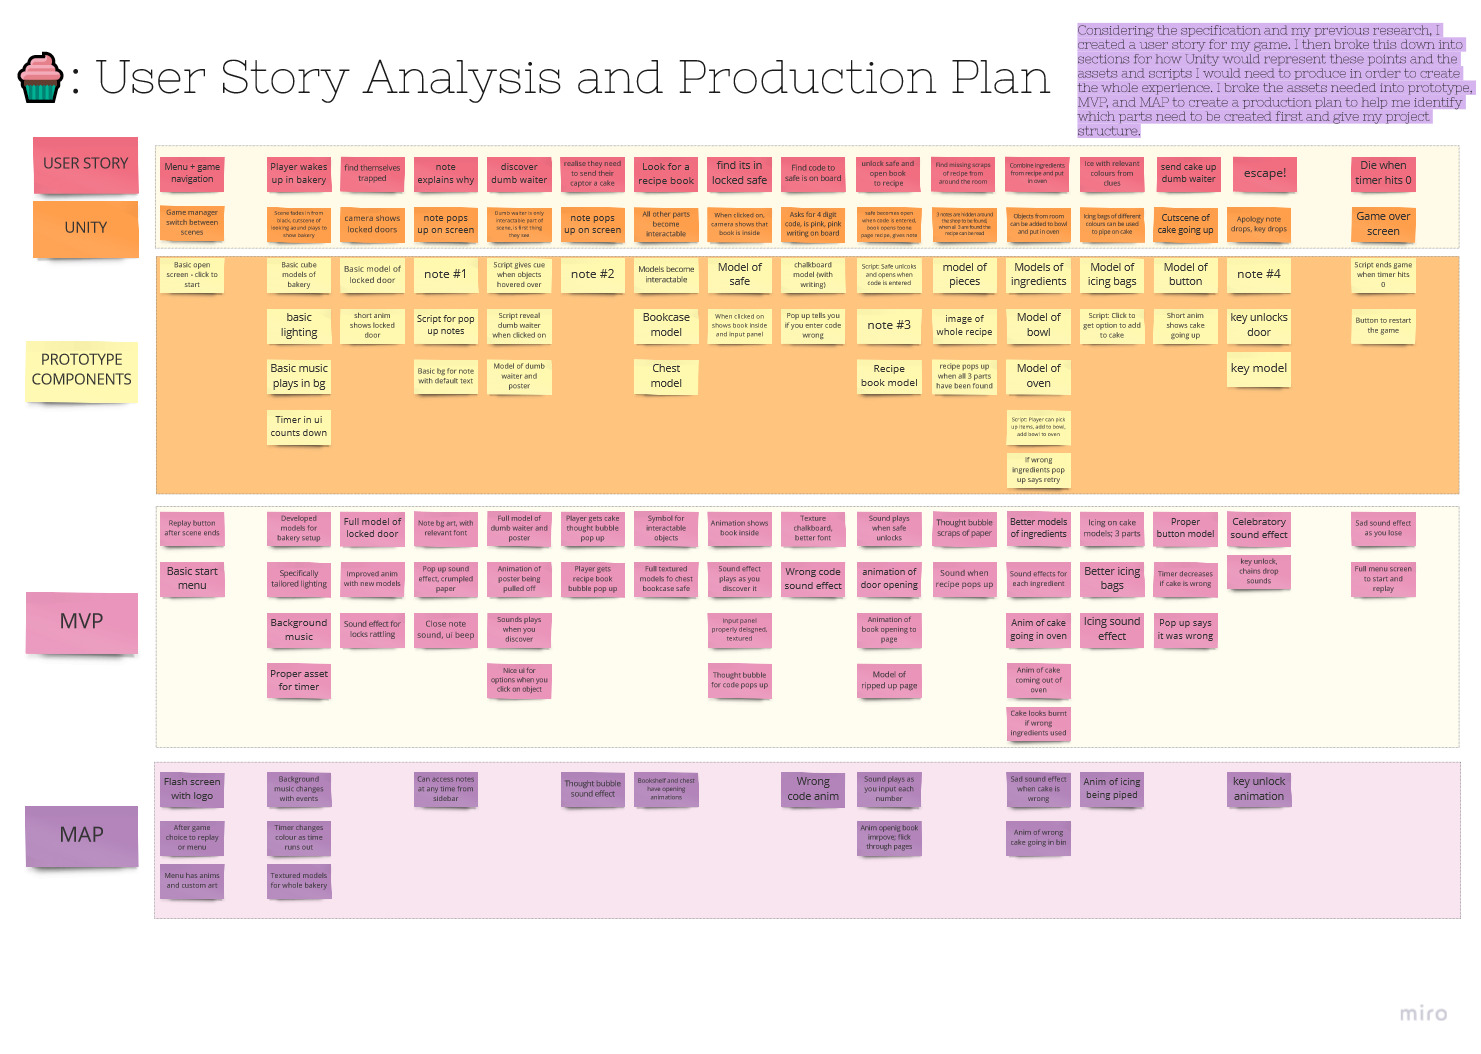 : User Story Analysis and Production Plan
Considering the specification and my previous research, I
created a user story for my game. I then broke this down into
sections for how Unity would represent these points and the
assets and scripts I would need to produce in order to create
the whole experience. I broke the assets needed into prototype,
MVP, and MAP to create a production plan to help me identify
which parts need to be created first and give my project
structure.
USER STORY
Menu + game
navigation
Player wakes
up in bakery
find themselves
trapped
note
explains why
discover
dumb waiter
realise they need
to send their
captor a cake
Look for a
recipe book
find its in
locked safe
Find code to
safe is on board
unlock safe and
open book
to recipe
Find missing scraps
of recipe from
around the room
Combine ingredients
from recipe and put
in oven
Ice with relevant
colours from
clues
send cake up
dumb waiter
escape!
Die when
timer hits 0
UNITY
Game manager
switch between
scenes
Scene fades in from
black, cutscene of
looking around plays to
show bakery
camera shows
locked doors
note pops
up on screen
Dumb waiter is only
interactable part of
scene, is first thing
they see
note pops
up on screen
All other parts
become
interactable
When clicked on,
camera shows that
book is inside
Asks for 4 digit
code, is pink, pink
writing on board
safe becomes open
when code is entered,
book opens to
page recipe, gives note
3 notes are hidden around
the shop to be found,
when all 3 are found the
recipe can be read
Objects from room
can be added to bowl
and put in oven
Icing bags of different
colours can be used
to pipe on cake
Cutscene of
cake going up
Apology note
drops, key drops
Game over
screen
PROTOTYPE
COMPONENTS
Basic open
screen - click to
start
Basic cube
models of
bakery
Basic model of
locked door
note #1
Script gives cue
when objects
hovered over
note #2
Models become
interactable
Model of
safe
chalkboard
model (with
writing)
Script: Safe unlcoks
and opens when
code is entered
model of
pieces
Models of
ingredients
Model of
icing bags
Model of
button
note #4
Script ends game
when timer hits
0
basic
lighting
short anim
shows locked
door
Script for pop
up notes
Script reveal
dumb waiter
when clicked on
Bookcase
model
When clicked on
shows book inside
and input panel
Pop up tells you
if you enter code
wrong
note #3
image of
whole recipe
Model of
bowl
Script: Click to
get option to add
to cake
Short anim
shows cake
going up
key unlocks
door
Button to restart
the game
Basic music
plays in bg
Basic bg for note
with default text
Model of dumb
waiter and
poster
Chest
model
Recipe
book model
recipe pops up
when all 3 parts
have been found
Model of
oven
key model
Timer in ui
counts down
Script: Player can pick
up items, add to bowl,
add bowl to oven
If wrong
ingredients pop
up says retry
MVP
Replay button
after scene ends
Developed
models for
bakery setup
Full model of
locked door
Note bg art, with
relevant font
Full model of
dumb waiter and
poster
Player gets cake
thought bubble
pop up
Symbol for
interactable
objects
Animation shows
book inside
Texture
chalkboard,
better font
Sound plays
when safe
unlocks
Thought bubble
scraps of paper
Better models
of ingredients
Icing on cake
models; 3 parts
Proper
button model
Celebratory
sound effect
Sad sound effect
as you lose
Basic start
menu
Specifically
tailored lighting
Improved anim
with new models
Pop up sound
effect, crumpled
paper
Animation of
poster being
pulled off
Player gets
recipe book
bubble pop up
Full textured
models fo chest
bookcase safe
Sound effect
plays as you
discover it
Wrong code
sound effect
animation of
door opening
Sound when
recipe pops up
Sound effects for
each ingredient
Better icing
bags
Timer decreases
if cake is wrong
key unlock,
chains drop
sounds
Full menu screen
to start and
replay
Background
music
Sound effect for
locks rattling
Close note
sound, ui beep
Sounds plays
when you
discover
Input panel
properly deisgned,
textured
Animation of
book opening to
page
Anim of cake
going in oven
Icing sound
effect
Pop up says
it was wrong
Proper asset
for timer
Nice ui for
options when you
click on object
Thought bubble
for code pops up
Model of
ripped up page
Anim of cake
coming out of
oven
Cake looks burnt
if wrong
ingredients used
MAP
Flash screen
with logo
Background
music changes
with events
Can access notes
at any time from
sidebar
Thought bubble
sound effect
Bookshelf and chest
have opening
animations
Wrong
code anim
Sound plays as
you input each
number
Sad sound effect
when cake is
wrong
Anim of icing
being piped
key unlock
animation
After game
choice to replay
or menu
Timer changes
colour as time
runs out
Anim openig book
imrpove; flick
through pages
Anim of wrong
cake going in bin
Menu has anims
and custom art
Textured models
for whole bakery
miro